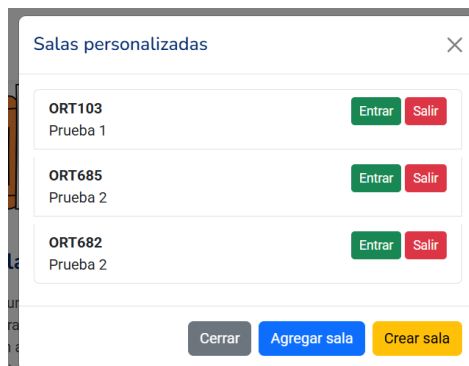 Salas personalizadas
ORT103
Entrar Salir
Prueba 1
ORT685
Entrar Salir
Prueba 2
ORT682
Entrar Salir
Prueba 2
Cerrar Agregar sala Crear sala